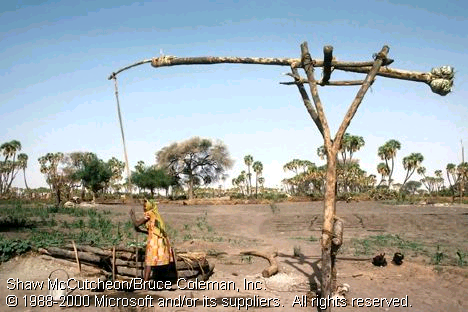 Shaw McCutcheon/Bruce Coleman, Inc.
© 1988-2000 Microsoft and/or its suppliers. All rights reserved.